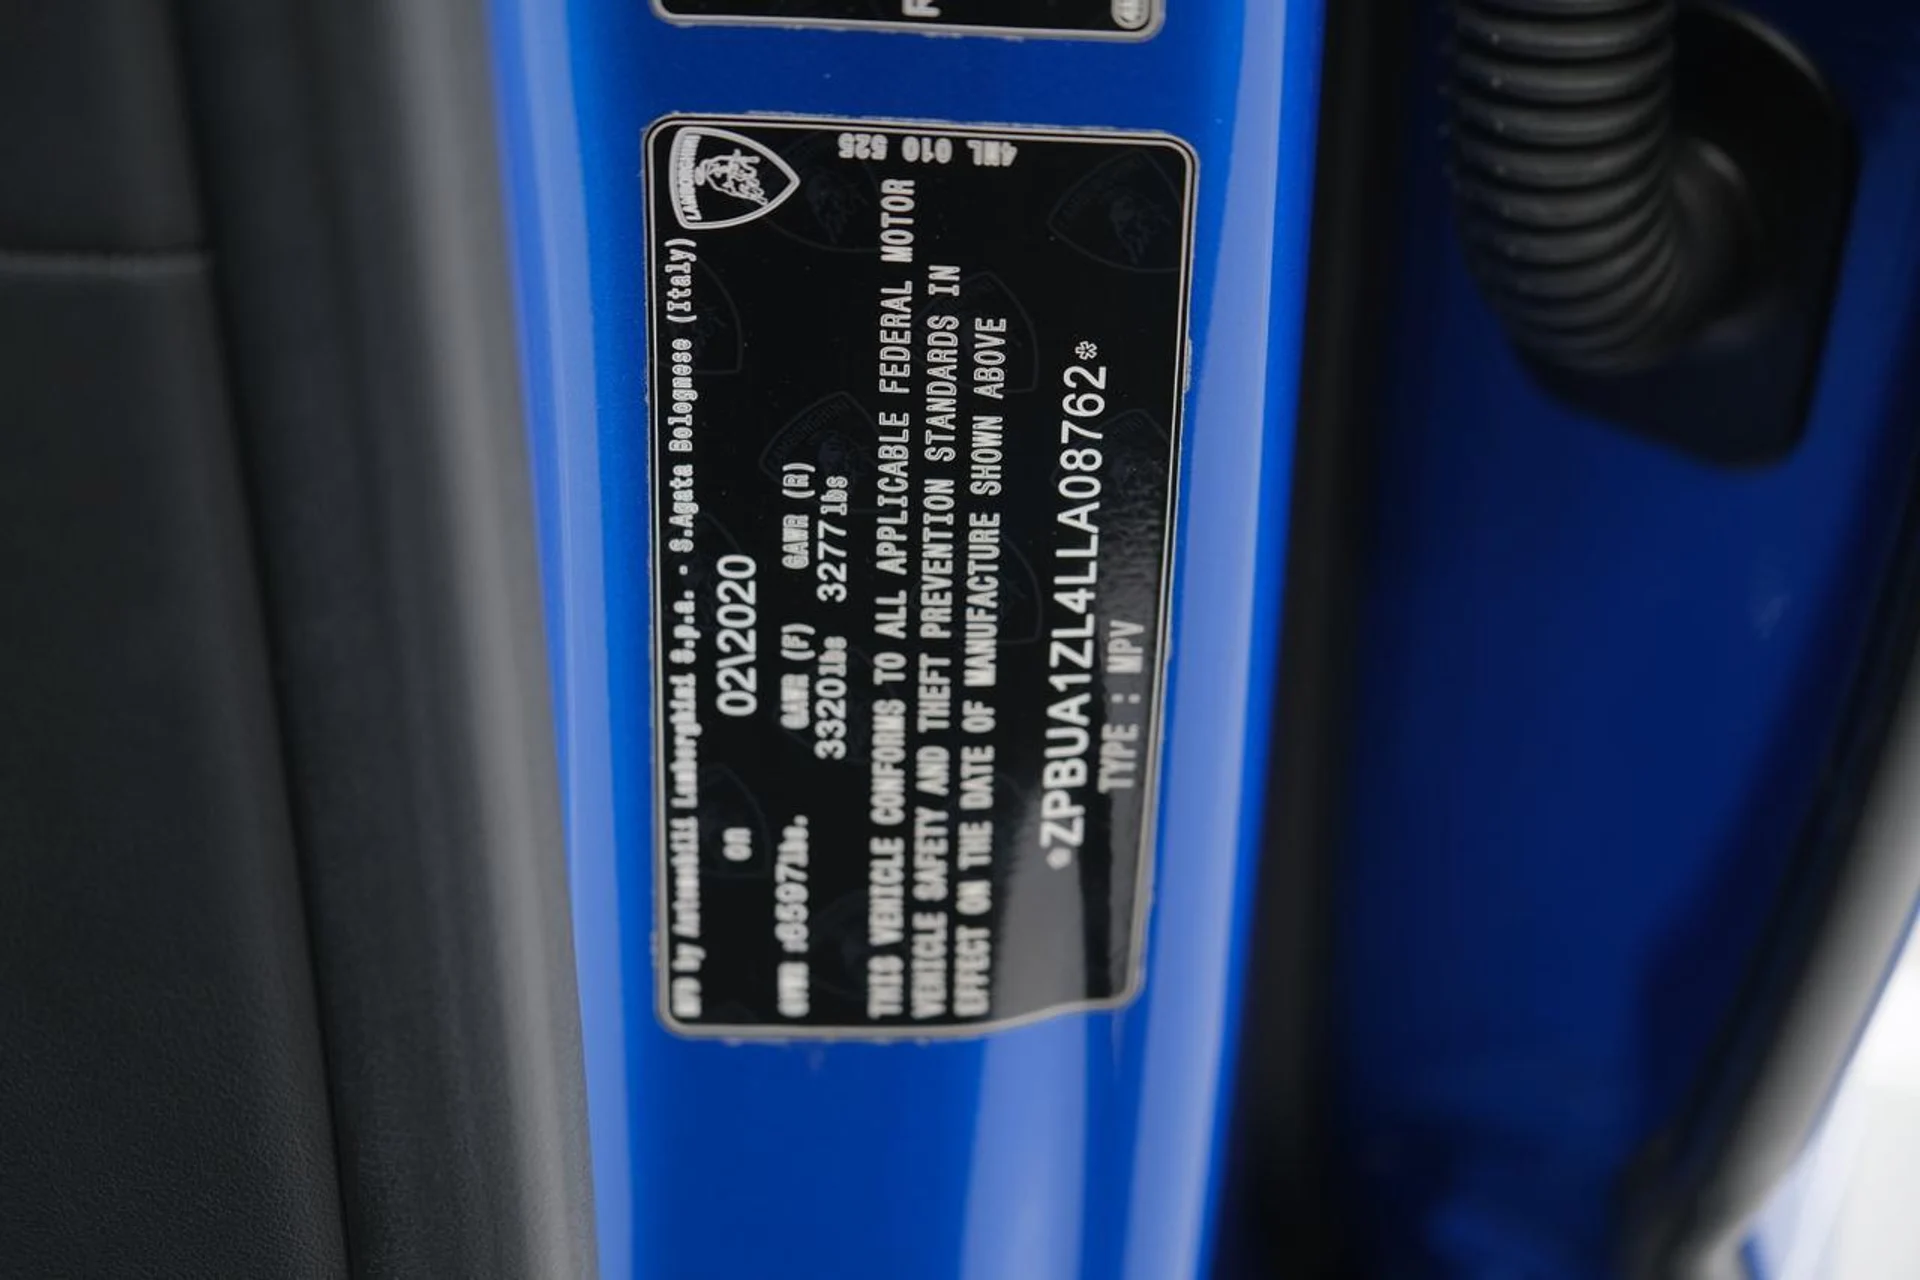 MFD by Automobili Lamborghini S.p.a. - S.Agata Bolognese (Italy)
LAMBORGHINI
on 02\2020
GAWR (F) GAWR (R)
GVWR :6597lbs. 3320lbs 3277lbs
THIS VEHICLE CONFORMS TO ALL APPLICABLE FEDERAL MOTOR
VEHICLE SAFETY AND THEFT PREVENTION STANDARDS IN
EFFECT ON THE DATE OF MANUFACTURE SHOWN ABOVE
*ZPBUA1ZL4LLA08762*
TYPE : MPV
4ML 010 525